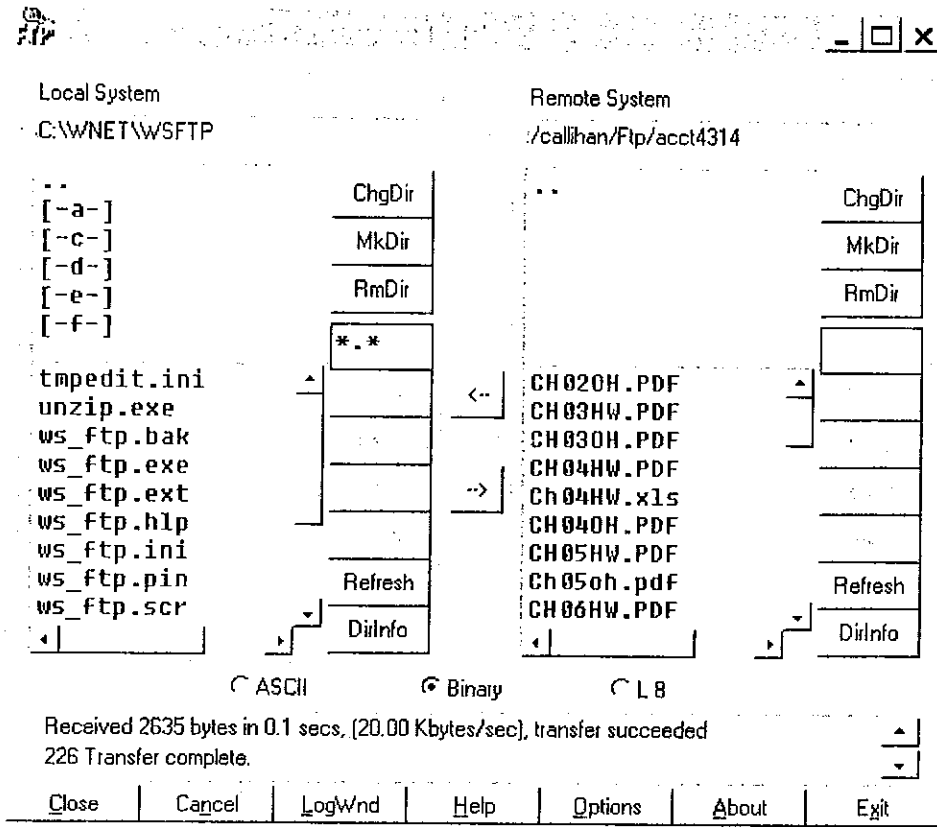 FTP
Local System
C:\WNET\WSFTP
..
[-a-]
[-c-]
[-d-]
[-e-]
[-f-]
ChgDir
MkDir
RmDir
*.*
tmpedit.ini
unzip.exe
ws_ftp.bak
ws_ftp.exe
ws_ftp.ext
ws_ftp.hlp
ws_ftp.ini
ws_ftp.pin
ws_ftp.scr
Refresh
DirInfo
<--
-->
Remote System
:/callihan/Ftp/acct4314
..
ChgDir
MkDir
RmDir
CH02OH.PDF
CH03HW.PDF
CH03OH.PDF
CH04HW.PDF
Ch04HW.xls
CH04OH.PDF
CH05HW.PDF
Ch05oh.pdf
CH06HW.PDF
Refresh
DirInfo
ASCII Binary L 8
Received 2635 bytes in 0.1 secs, (20.00 Kbytes/sec), transfer succeeded
226 Transfer complete.
Close Cancel LogWnd Help Options About Exit